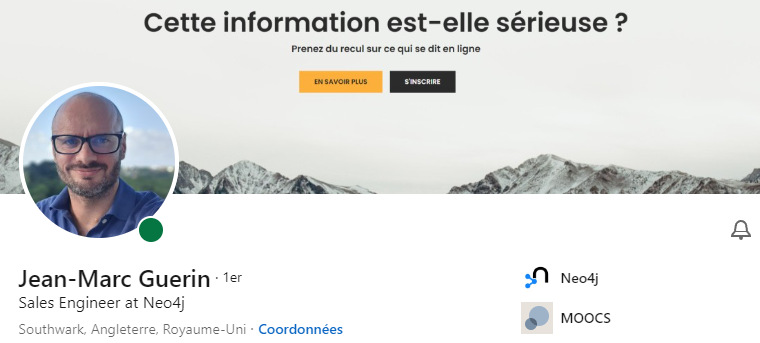 Cette information est-elle sérieuse ?
Prenez du recul sur ce qui se dit en ligne
EN SAVOIR PLUS S'INSCRIRE
Jean-Marc Guerin · 1er
Sales Engineer at Neo4j
Southwark, Angleterre, Royaume-Uni · Coordonnées
Neo4j
MOOCS